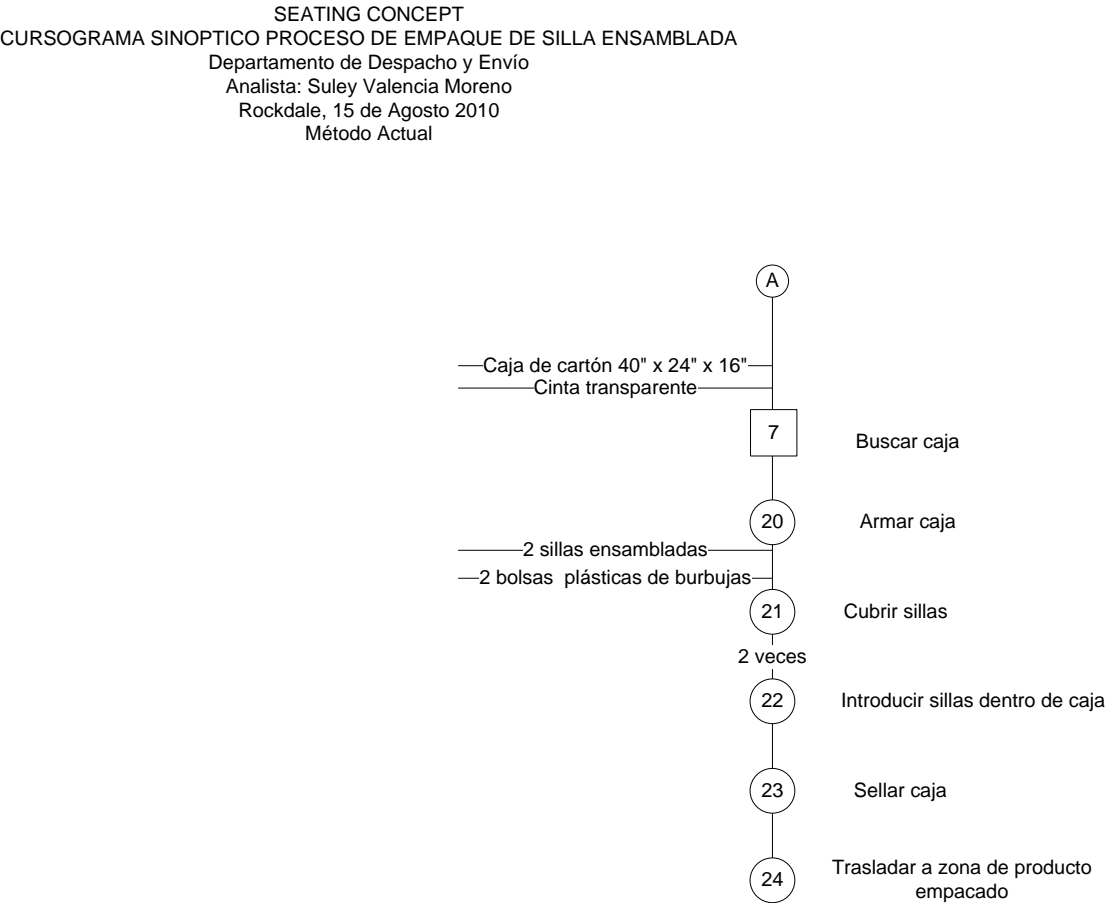 SEATING CONCEPT
CURSOGRAMA SINOPTICO PROCESO DE EMPAQUE DE SILLA ENSAMBLADA
Departamento de Despacho y Envío
Analista: Suley Valencia Moreno
Rockdale, 15 de Agosto 2010
Método Actual
A
Caja de cartón 40" x 24" x 16"
Cinta transparente
7
Buscar caja
20
Armar caja
2 sillas ensambladas
2 bolsas plásticas de burbujas
21
Cubrir sillas
2 veces
22
Introducir sillas dentro de caja
23
Sellar caja
24
Trasladar a zona de producto
empacado